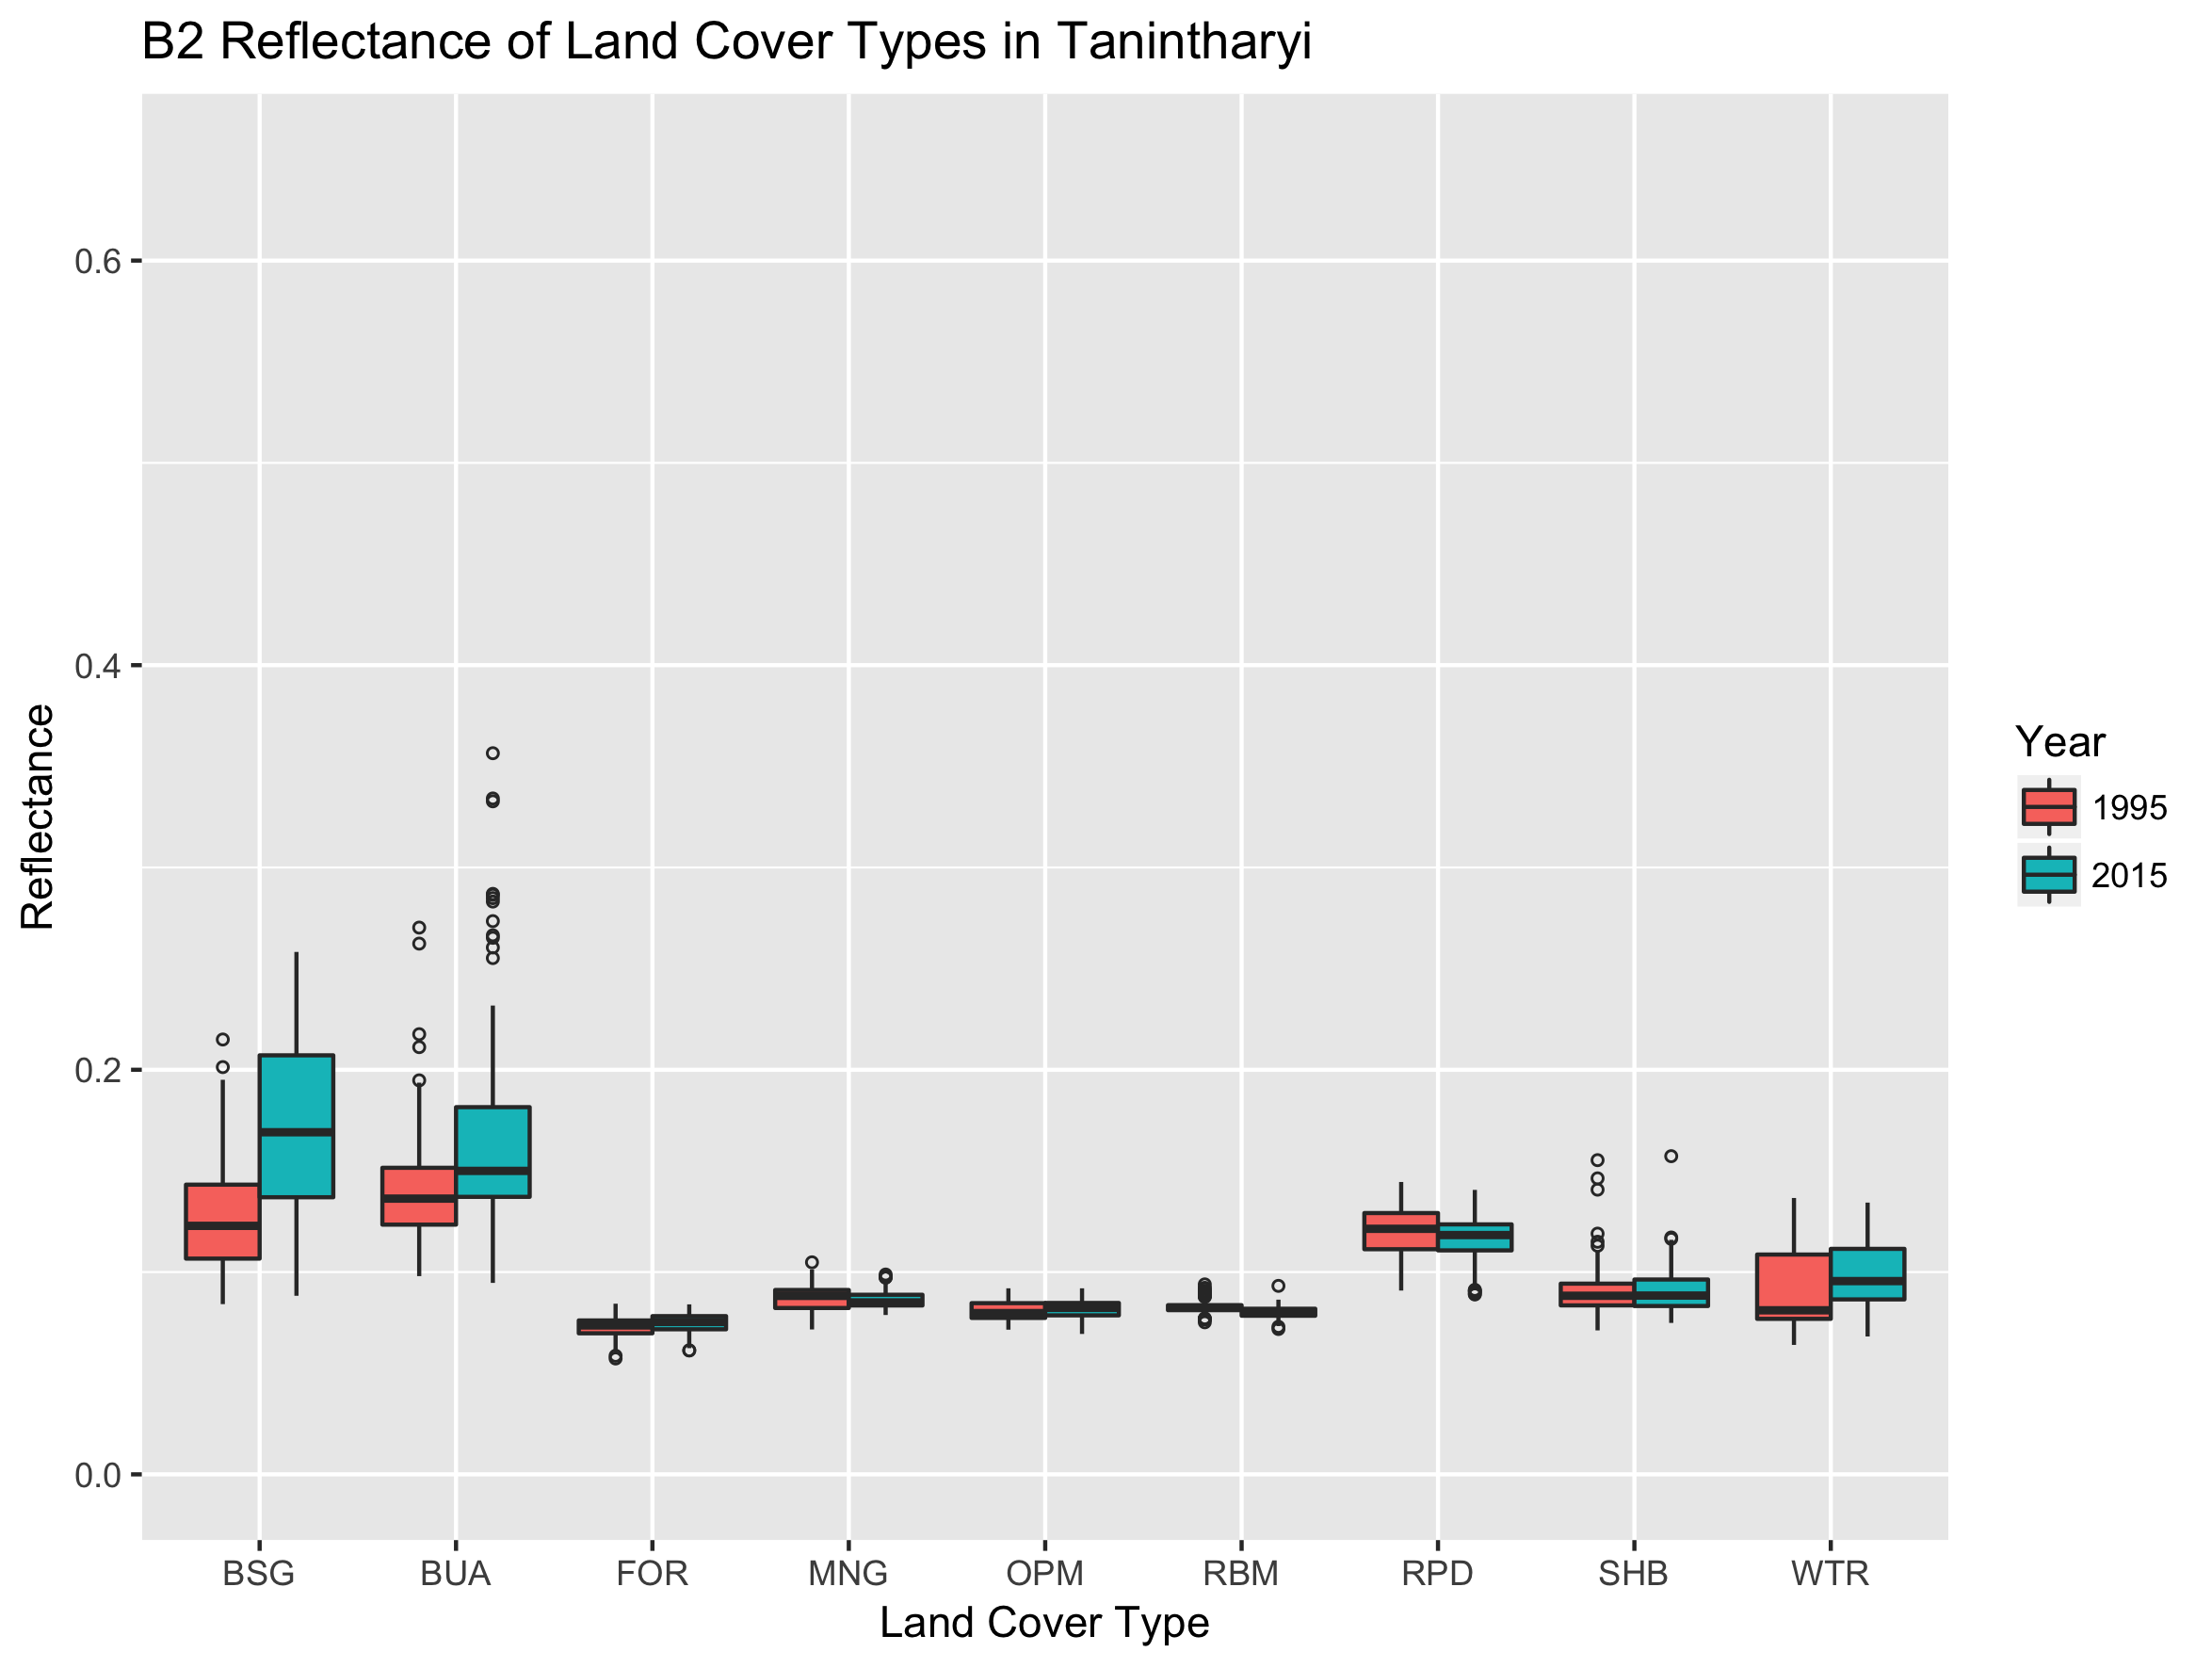 B2 Reflectance of Land Cover Types in Tanintharyi
0.6
0.4
0.2
0.0
Reflectance
BSG BUA FOR MNG OPM RBM RPD SHB WTR
Land Cover Type
Year
1995
2015